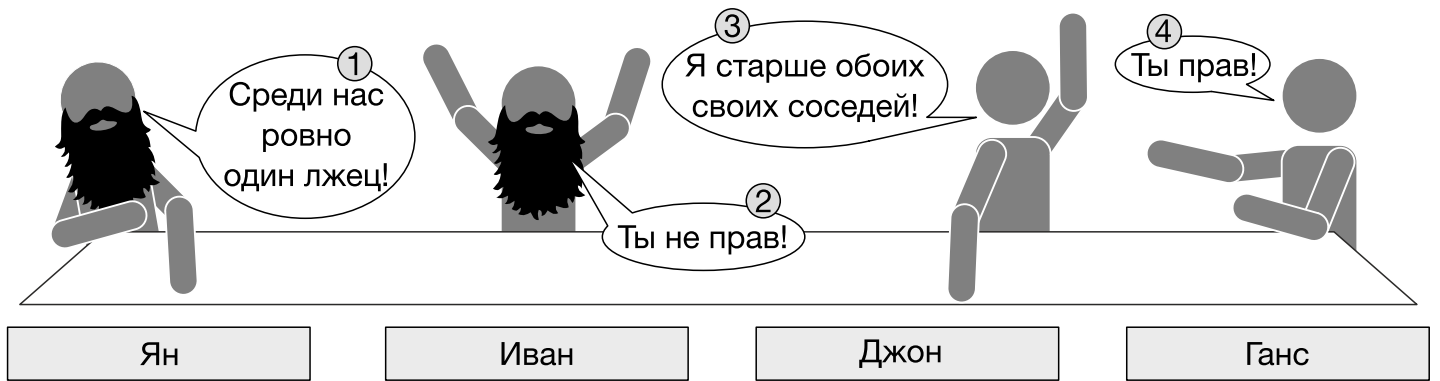 1
Среди нас
ровно
один лжец!
2
Ты не прав!
3
Я старше обоих
своих соседей!
4
Ты прав!
Ян
Иван
Джон
Ганс